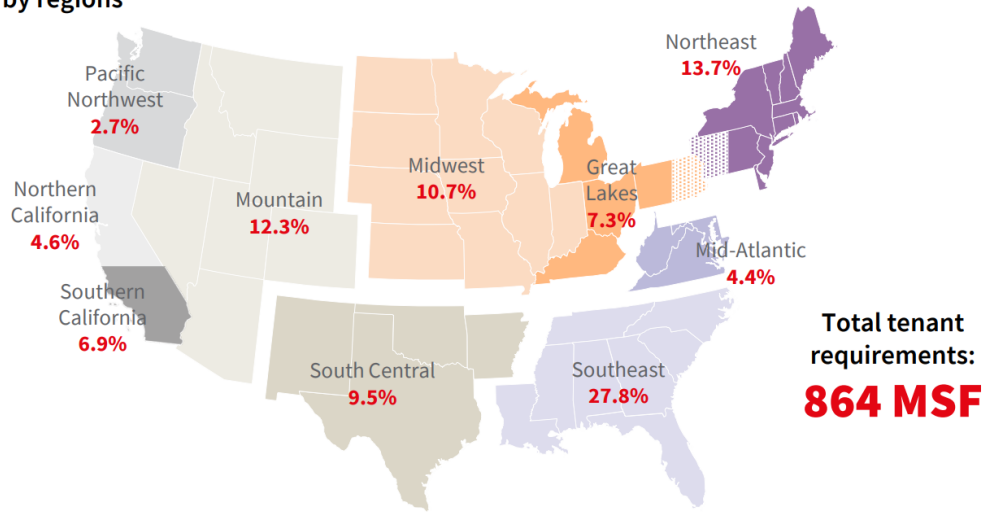 by regions
Northeast
13.7%
Pacific
Northwest
2.7%
Midwest
10.7%
Great
Lakes
7.3%
Northern
California
4.6%
Mountain
12.3%
Mid-Atlantic
4.4%
Southern
California
6.9%
South Central
9.5%
Southeast
27.8%
Total tenant
requirements:
864 MSF